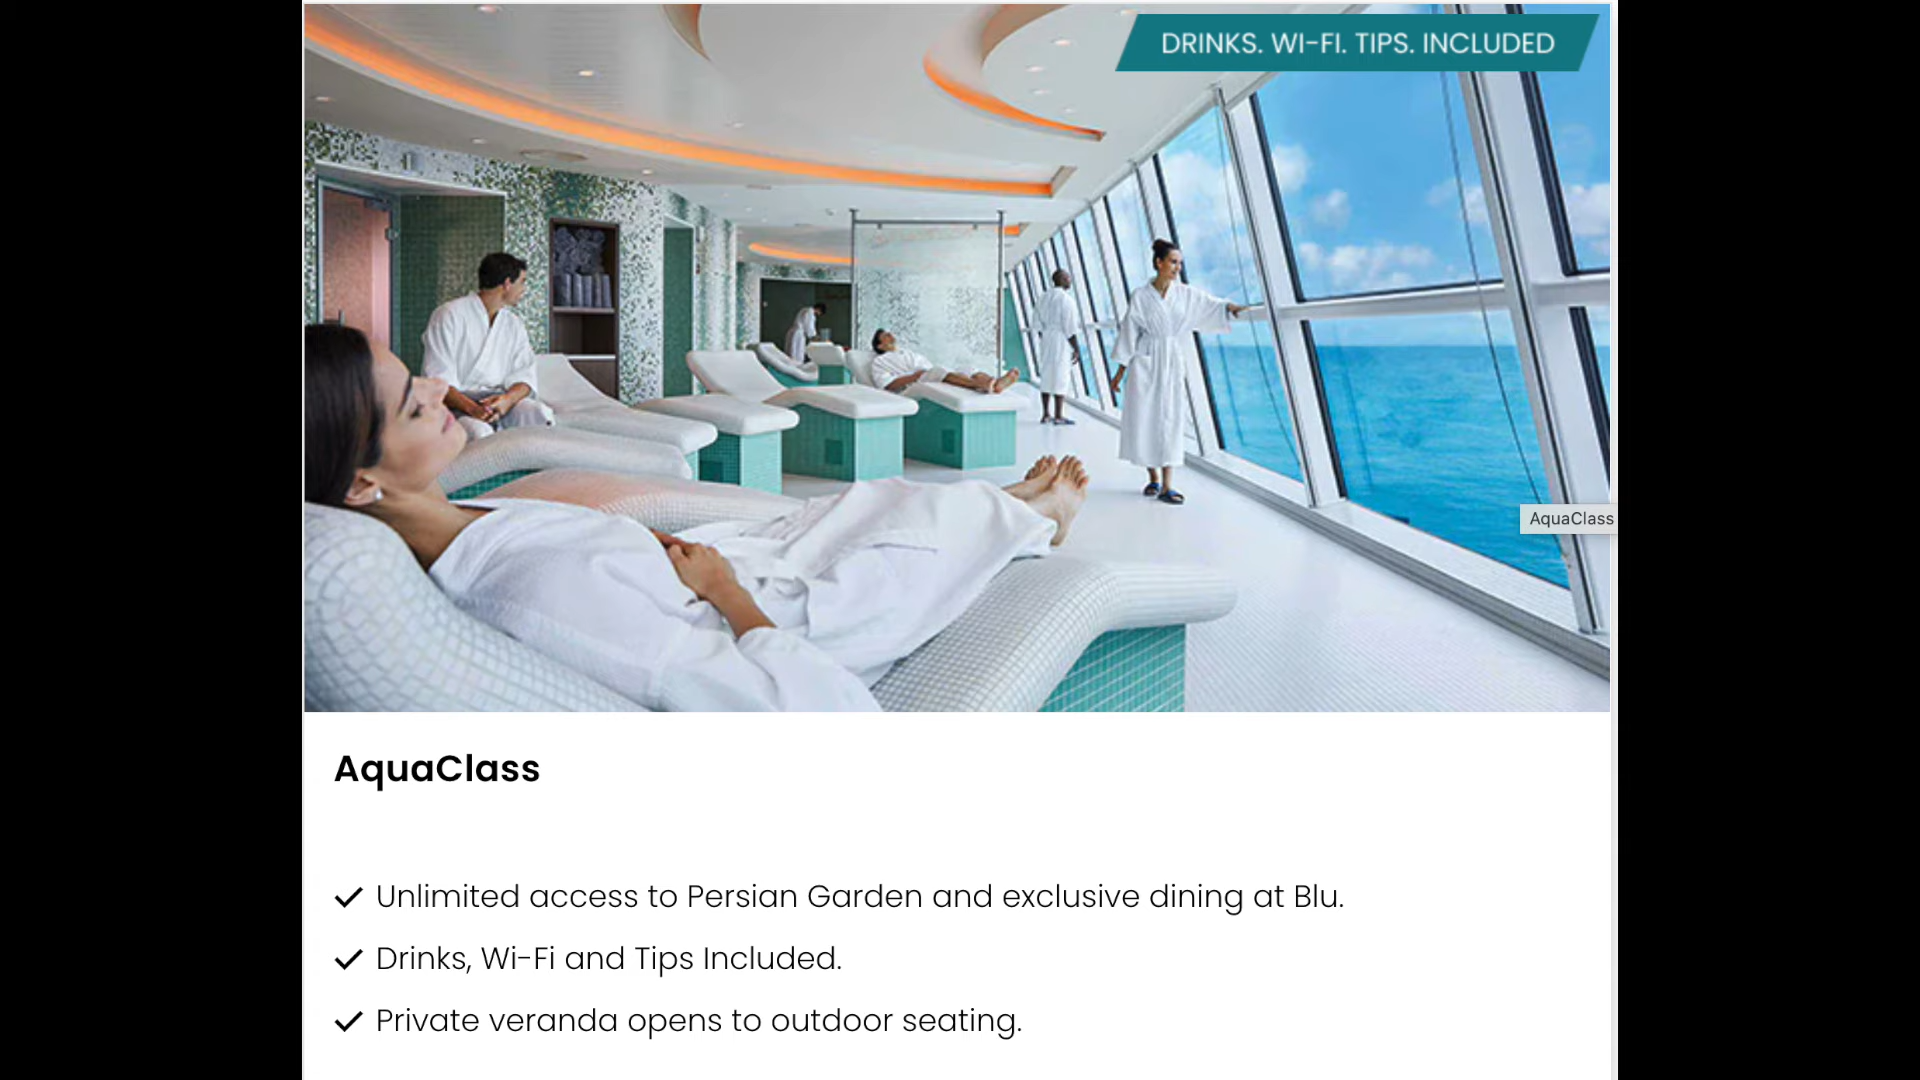 DRINKS. WI-FI. TIPS. INCLUDED
AquaClass
AquaClass
Unlimited access to Persian Garden and exclusive dining at Blu.
Drinks, Wi-Fi and Tips Included.
Private veranda opens to outdoor seating.